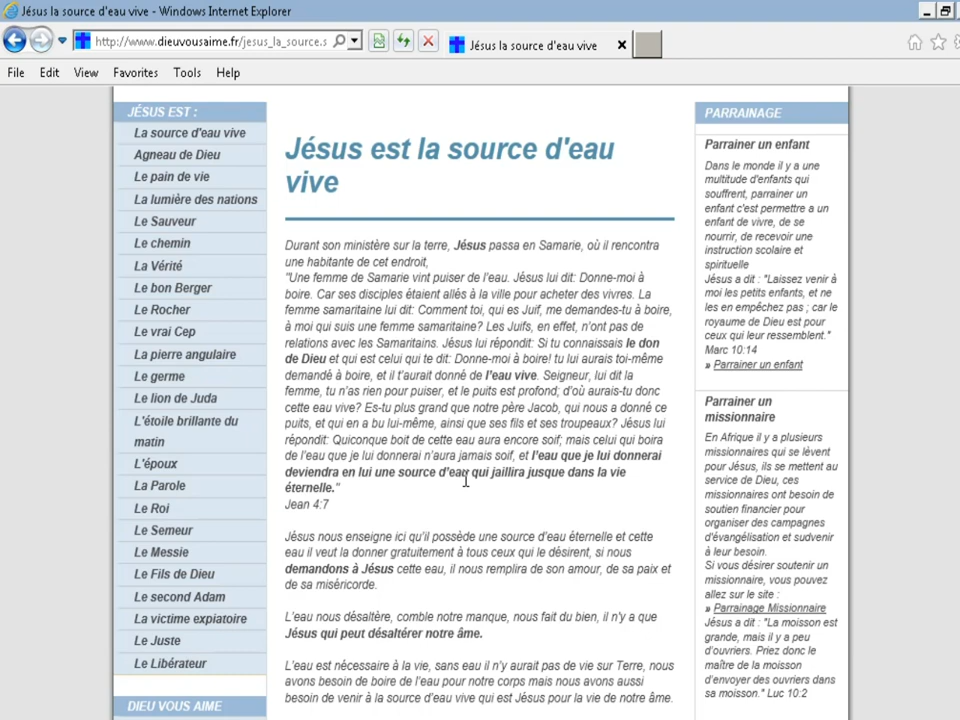 Jésus la source d'eau vive - Windows Internet Explorer
http://www.dieuvousaime.fr/jesus_la_source.s
Jésus la source d'eau vive
File Edit View Favorites Tools Help
JÉSUS EST :
La source d'eau vive
Agneau de Dieu
Le pain de vie
La lumière des nations
Le Sauveur
Le chemin
La Vérité
Le bon Berger
Le Rocher
Le vrai Cep
La pierre angulaire
Le germe
Le lion de Juda
L'étoile brillante du
matin
L'époux
La Parole
Le Roi
Le Semeur
Le Messie
Le Fils de Dieu
Le second Adam
La victime expiatoire
Le Juste
Le Libérateur
DIEU VOUS AIME
Jésus est la source d'eau
vive
Durant son ministère sur la terre, Jésus passa en Samarie, où il rencontra
une habitante de cet endroit,
"Une femme de Samarie vint puiser de l'eau. Jésus lui dit: Donne-moi à
boire. Car ses disciples étaient allés à la ville pour acheter des vivres. La
femme samaritaine lui dit: Comment toi, qui es Juif, me demandes-tu à boire,
à moi qui suis une femme samaritaine? Les Juifs, en effet, n'ont pas de
relations avec les Samaritains. Jésus lui répondit: Si tu connaissais le don
de Dieu et qui est celui qui te dit: Donne-moi à boire! tu lui aurais toi-même
demandé à boire, et il t'aurait donné de l'eau vive. Seigneur, lui dit la
femme, tu n'as rien pour puiser, et le puits est profond; d'où aurais-tu donc
cette eau vive? Es-tu plus grand que notre père Jacob, qui nous a donné ce
puits, et qui en a bu lui-même, ainsi que ses fils et ses troupeaux? Jésus lui
répondit: Quiconque boit de cette eau aura encore soif; mais celui qui boira
de l'eau que je lui donnerai n'aura jamais soif, et l'eau que je lui donnerai
deviendra en lui une source d'eau qui jaillira jusque dans la vie
éternelle."
Jean 4:7
Jésus nous enseigne ici qu'il possède une source d'eau éternelle et cette
eau il veut la donner gratuitement à tous ceux qui le désirent, si nous
demandons à Jésus cette eau, il nous remplira de son amour, de sa paix et
de sa miséricorde.
L'eau nous désaltère, comble notre manque, nous fait du bien, il n'y a que
Jésus qui peut désaltérer notre âme.
L'eau est nécessaire à la vie, sans eau il n'y aurait pas de vie sur Terre, nous
avons besoin de boire de l'eau pour notre corps mais nous avons aussi
besoin de venir à la source d'eau vive qui est Jésus pour la vie de notre âme.
PARRAINAGE
Parrainer un enfant
Dans le monde il y a une
multitude d'enfants qui
souffrent, parrainer un
enfant c'est permettre a un
enfant de vivre, de se
nourrir, de recevoir une
instruction scolaire et
spirituelle
Jésus a dit : "Laissez venir à
moi les petits enfants, et ne
les en empêchez pas ; car le
royaume de Dieu est pour
ceux qui leur ressemblent."
Marc 10:14
» Parrainer un enfant
Parrainer un
missionnaire
En Afrique il y a plusieurs
missionnaires qui se lèvent
pour Jésus, ils se mettent au
service de Dieu, ces
missionnaires ont besoin de
soutien financier pour
organiser des campagnes
d'évangélisation et sudvenir
à leur besoin.
Si vous désirer soutenir un
missionnaire, vous pouvez
allez sur le site :
» Parrainage Missionnaire
Jésus a dit : "La moisson est
grande, mais il y a peu
d'ouvriers. Priez donc le
maître de la moisson
d'envoyer des ouvriers dans
sa moisson." Luc 10:2